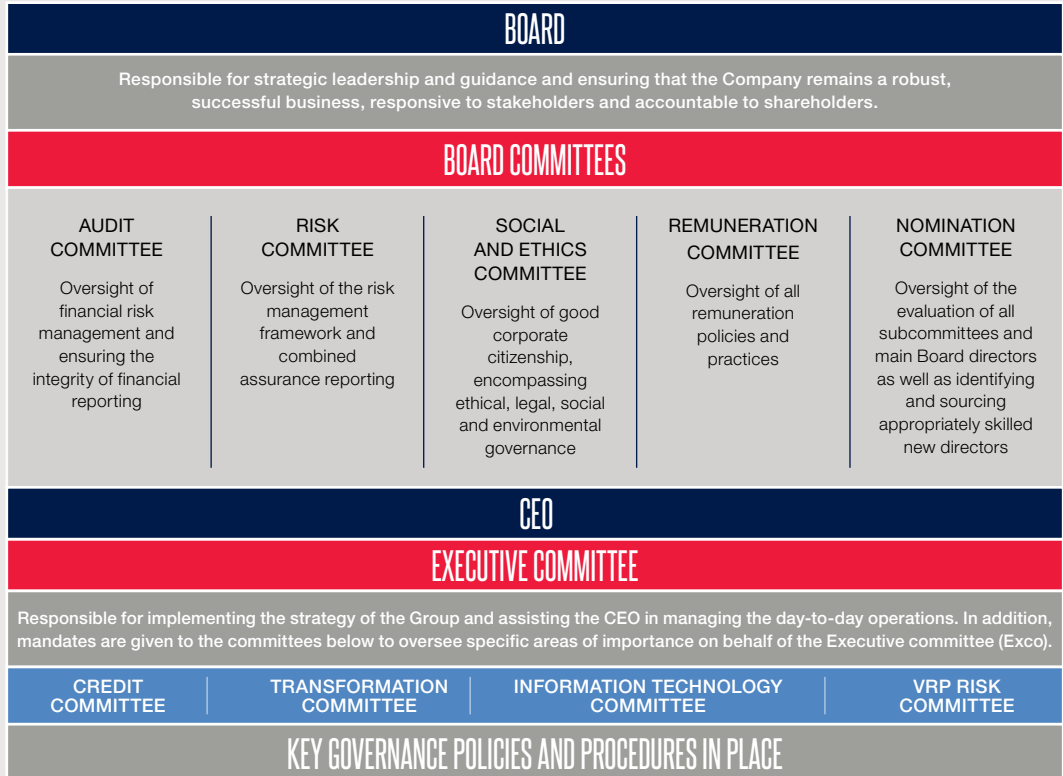 BOARD
Responsible for strategic leadership and guidance and ensuring that the Company remains a robust,
successful business, responsive to stakeholders and accountable to shareholders.
BOARD COMMITTEES
AUDIT
COMMITTEE
Oversight of
financial risk
management and
ensuring the
integrity of financial
reporting
RISK
COMMITTEE
Oversight of the risk
management
framework and
combined
assurance reporting
SOCIAL
AND ETHICS
COMMITTEE
Oversight of good
corporate
citizenship,
encompassing
ethical, legal, social
and environmental
governance
REMUNERATION
COMMITTEE
Oversight of all
remuneration
policies and
practices
NOMINATION
COMMITTEE
Oversight of the
evaluation of all
subcommittees and
main Board directors
as well as identifying
and sourcing
appropriately skilled
new directors
CEO
EXECUTIVE COMMITTEE
Responsible for implementing the strategy of the Group and assisting the CEO in managing the day-to-day operations. In addition,
mandates are given to the committees below to oversee specific areas of importance on behalf of the Executive committee (Exco).
CREDIT
COMMITTEE
TRANSFORMATION
COMMITTEE
INFORMATION TECHNOLOGY
COMMITTEE
VRP RISK
COMMITTEE
KEY GOVERNANCE POLICIES AND PROCEDURES IN PLACE